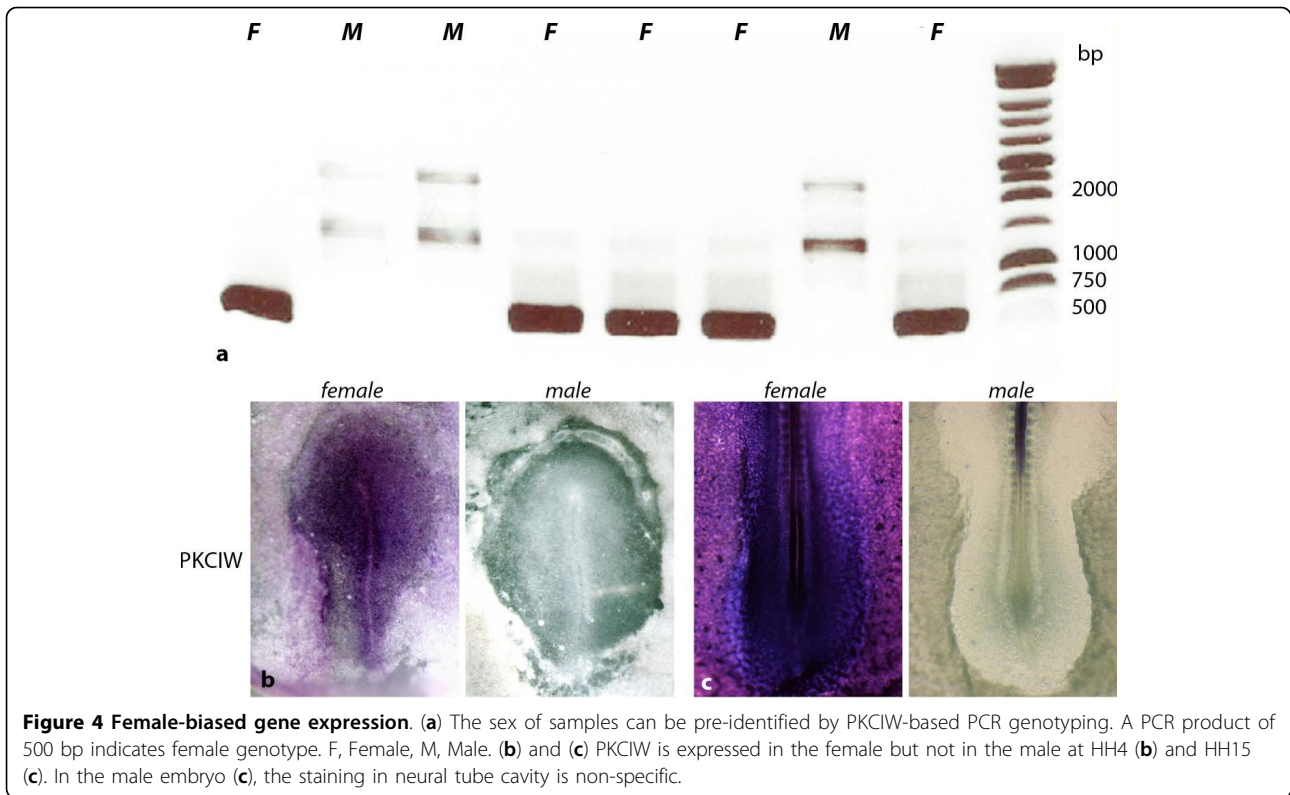 F M M F F F M F
bp
2000
1000
750
500
a
female male female male
PKCIW
b c
Figure 4 Female-biased gene expression. (a) The sex of samples can be pre-identified by PKCIW-based PCR genotyping. A PCR product of
500 bp indicates female genotype. F, Female, M, Male. (b) and (c) PKCIW is expressed in the female but not in the male at HH4 (b) and HH15
(c). In the male embryo (c), the staining in neural tube cavity is non-specific.